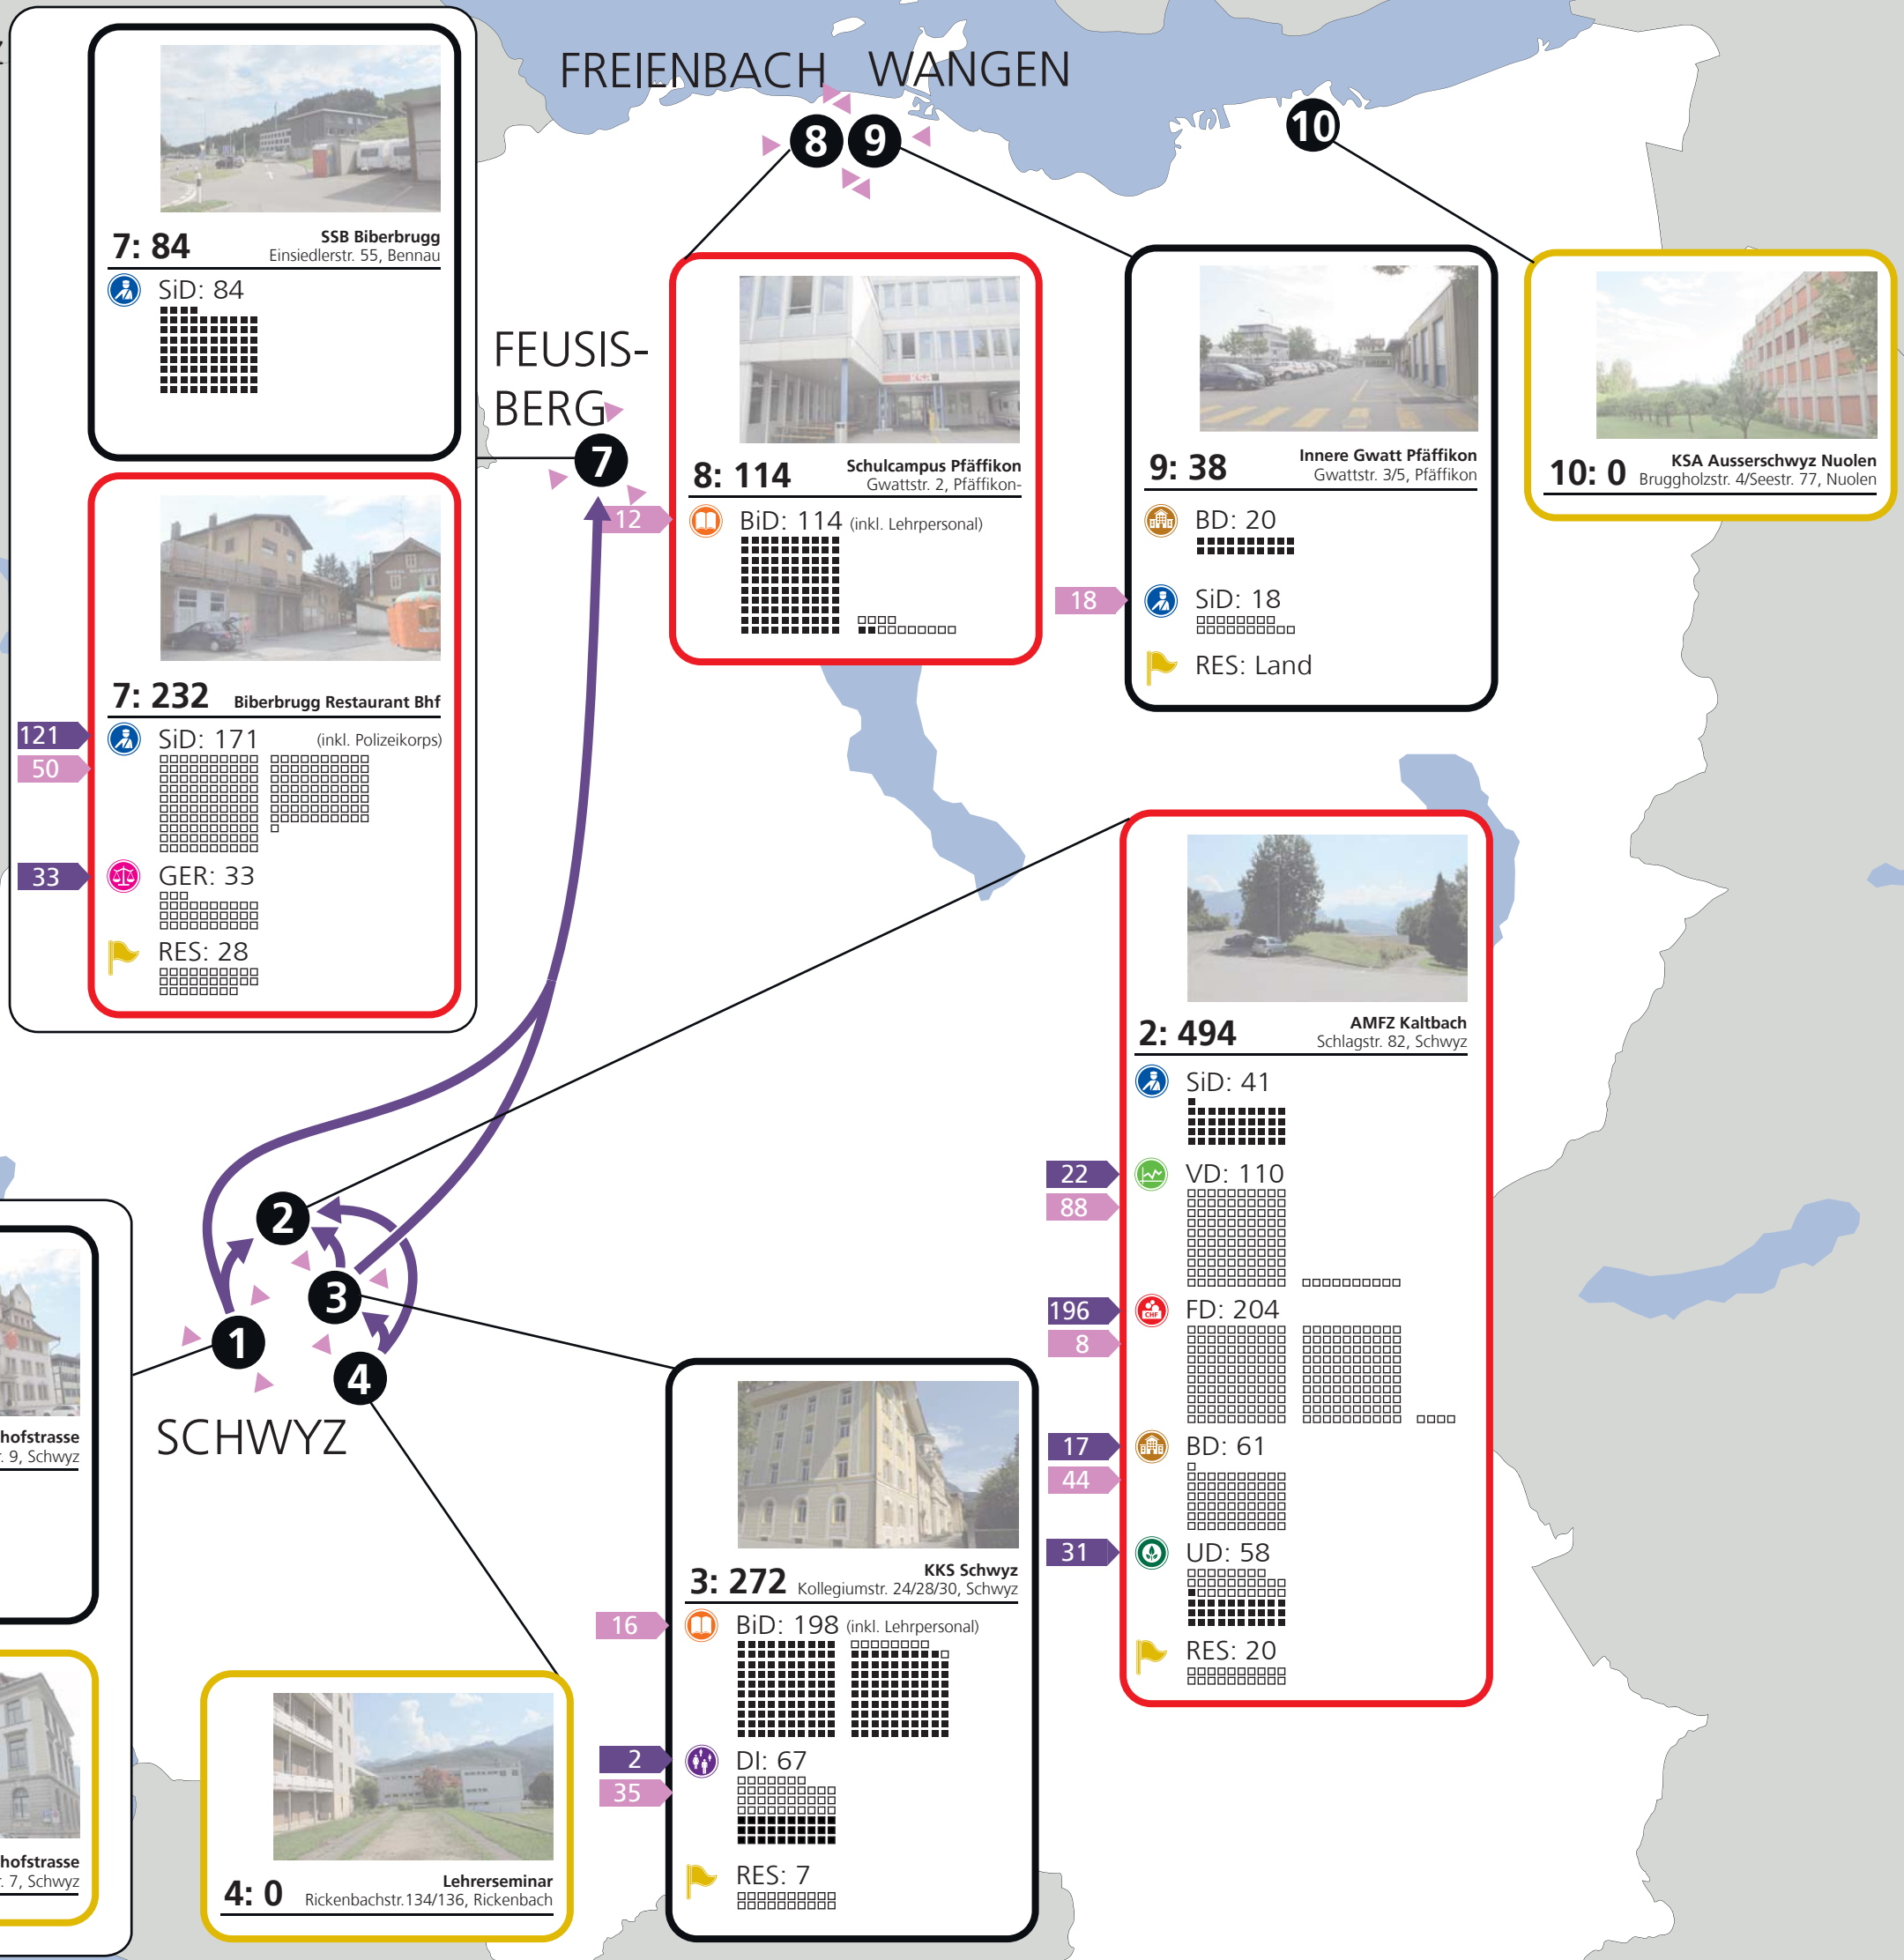 FREIENBACH WANGEN
8
9
10
7: 84
SSB Biberbrugg
Einsiedlerstr. 55, Bennau
SiD: 84
FEUSIS-
BERG
7
7: 232
Biberbrugg Restaurant Bhf
121
SiD: 171 (inkl. Polizeikorps)
50
33
GER: 33
RES: 28
8: 114
Schulcampus Pfäffikon
Gwattstr. 2, Pfäffikon-
12
BiD: 114 (inkl. Lehrpersonal)
9: 38
Innere Gwatt Pfäffikon
Gwattstr. 3/5, Pfäffikon
BD: 20
18
SiD: 18
RES: Land
10: 0
KSA Ausserschwyz Nuolen
Bruggholzstr. 4/Seestr. 77, Nuolen
2: 494
AMFZ Kaltbach
Schlagstr. 82, Schwyz
SiD: 41
22
VD: 110
88
196
FD: 204
CHF
8
17
BD: 61
44
31
UD: 58
RES: 20
2
3
1
4
SCHWYZ
hofstrasse
. 9, Schwyz
hofstrasse
. 7, Schwyz
4: 0
Lehrerseminar
Rickenbachstr.134/136, Rickenbach
3: 272
KKS Schwyz
Kollegiumstr. 24/28/30, Schwyz
16
BiD: 198 (inkl. Lehrpersonal)
2
DI: 67
35
RES: 7